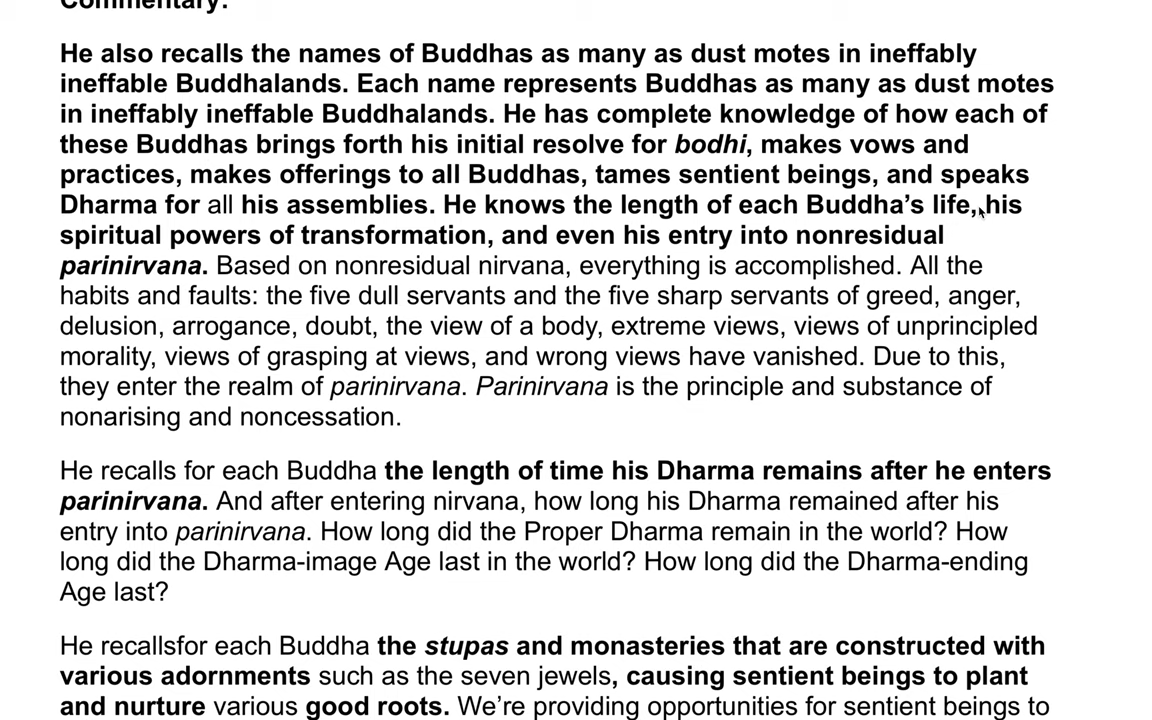 Commentary:
He also recalls the names of Buddhas as many as dust motes in ineffably
ineffable Buddhalands. Each name represents Buddhas as many as dust motes
in ineffably ineffable Buddhalands. He has complete knowledge of how each of
these Buddhas brings forth his initial resolve for bodhi, makes vows and
practices, makes offerings to all Buddhas, tames sentient beings, and speaks
Dharma for all his assemblies. He knows the length of each Buddha’s life, his
spiritual powers of transformation, and even his entry into nonresidual
parinirvana. Based on nonresidual nirvana, everything is accomplished. All the
habits and faults: the five dull servants and the five sharp servants of greed, anger,
delusion, arrogance, doubt, the view of a body, extreme views, views of unprincipled
morality, views of grasping at views, and wrong views have vanished. Due to this,
they enter the realm of parinirvana. Parinirvana is the principle and substance of
nonarising and noncessation.
He recalls for each Buddha the length of time his Dharma remains after he enters
parinirvana. And after entering nirvana, how long his Dharma remained after his
entry into parinirvana. How long did the Proper Dharma remain in the world? How
long did the Dharma-image Age last in the world? How long did the Dharma-ending
Age last?
He recallsfor each Buddha the stupas and monasteries that are constructed with
various adornments such as the seven jewels, causing sentient beings to plant
and nurture various good roots. We’re providing opportunities for sentient beings to